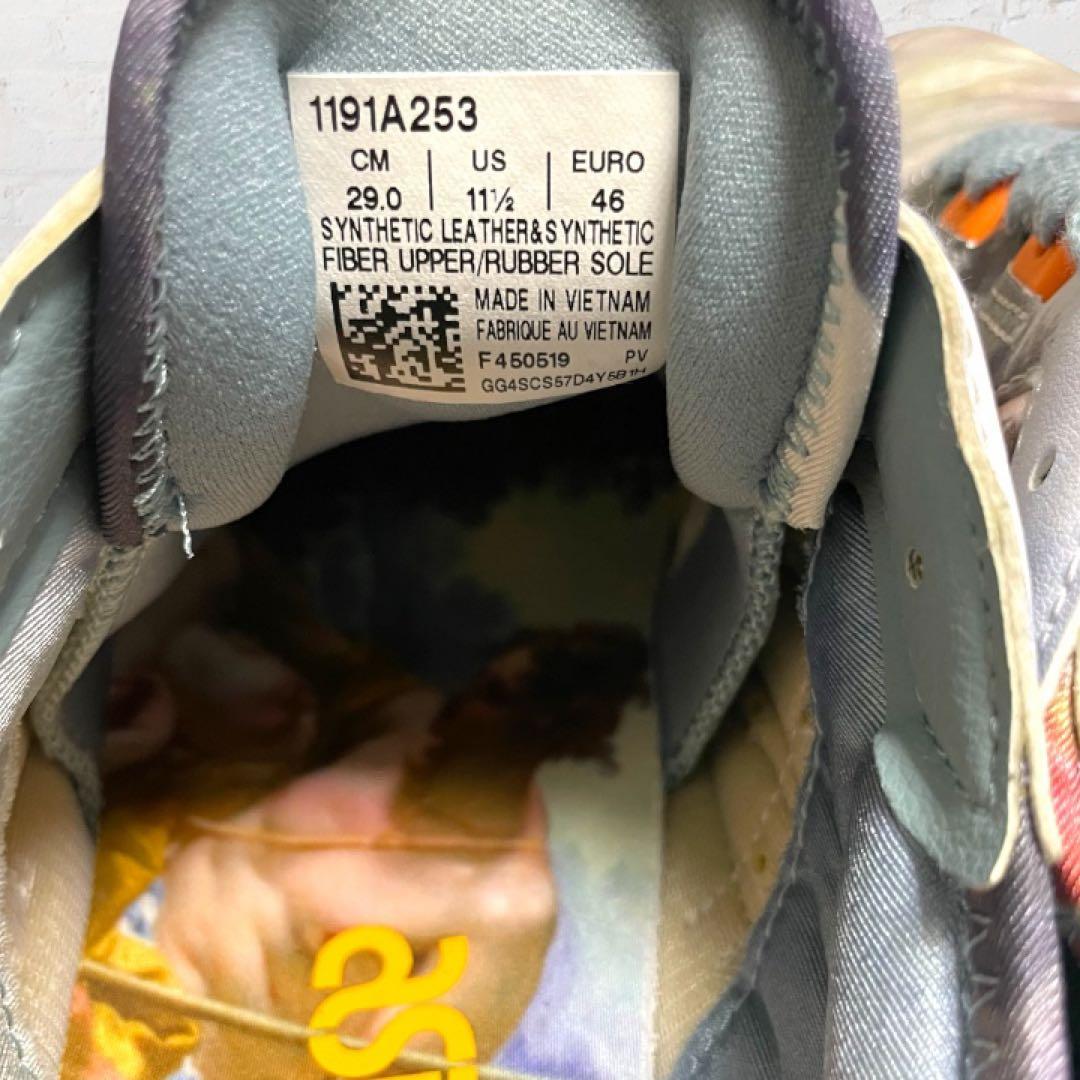 1191A253
CM | US | EURO
29.0 | 11½ | 46
SYNTHETIC LEATHER&SYNTHETIC
FIBER UPPER/RUBBER SOLE
MADE IN VIETNAM
FABRIQUE AU VIETNAM
F450519 PV